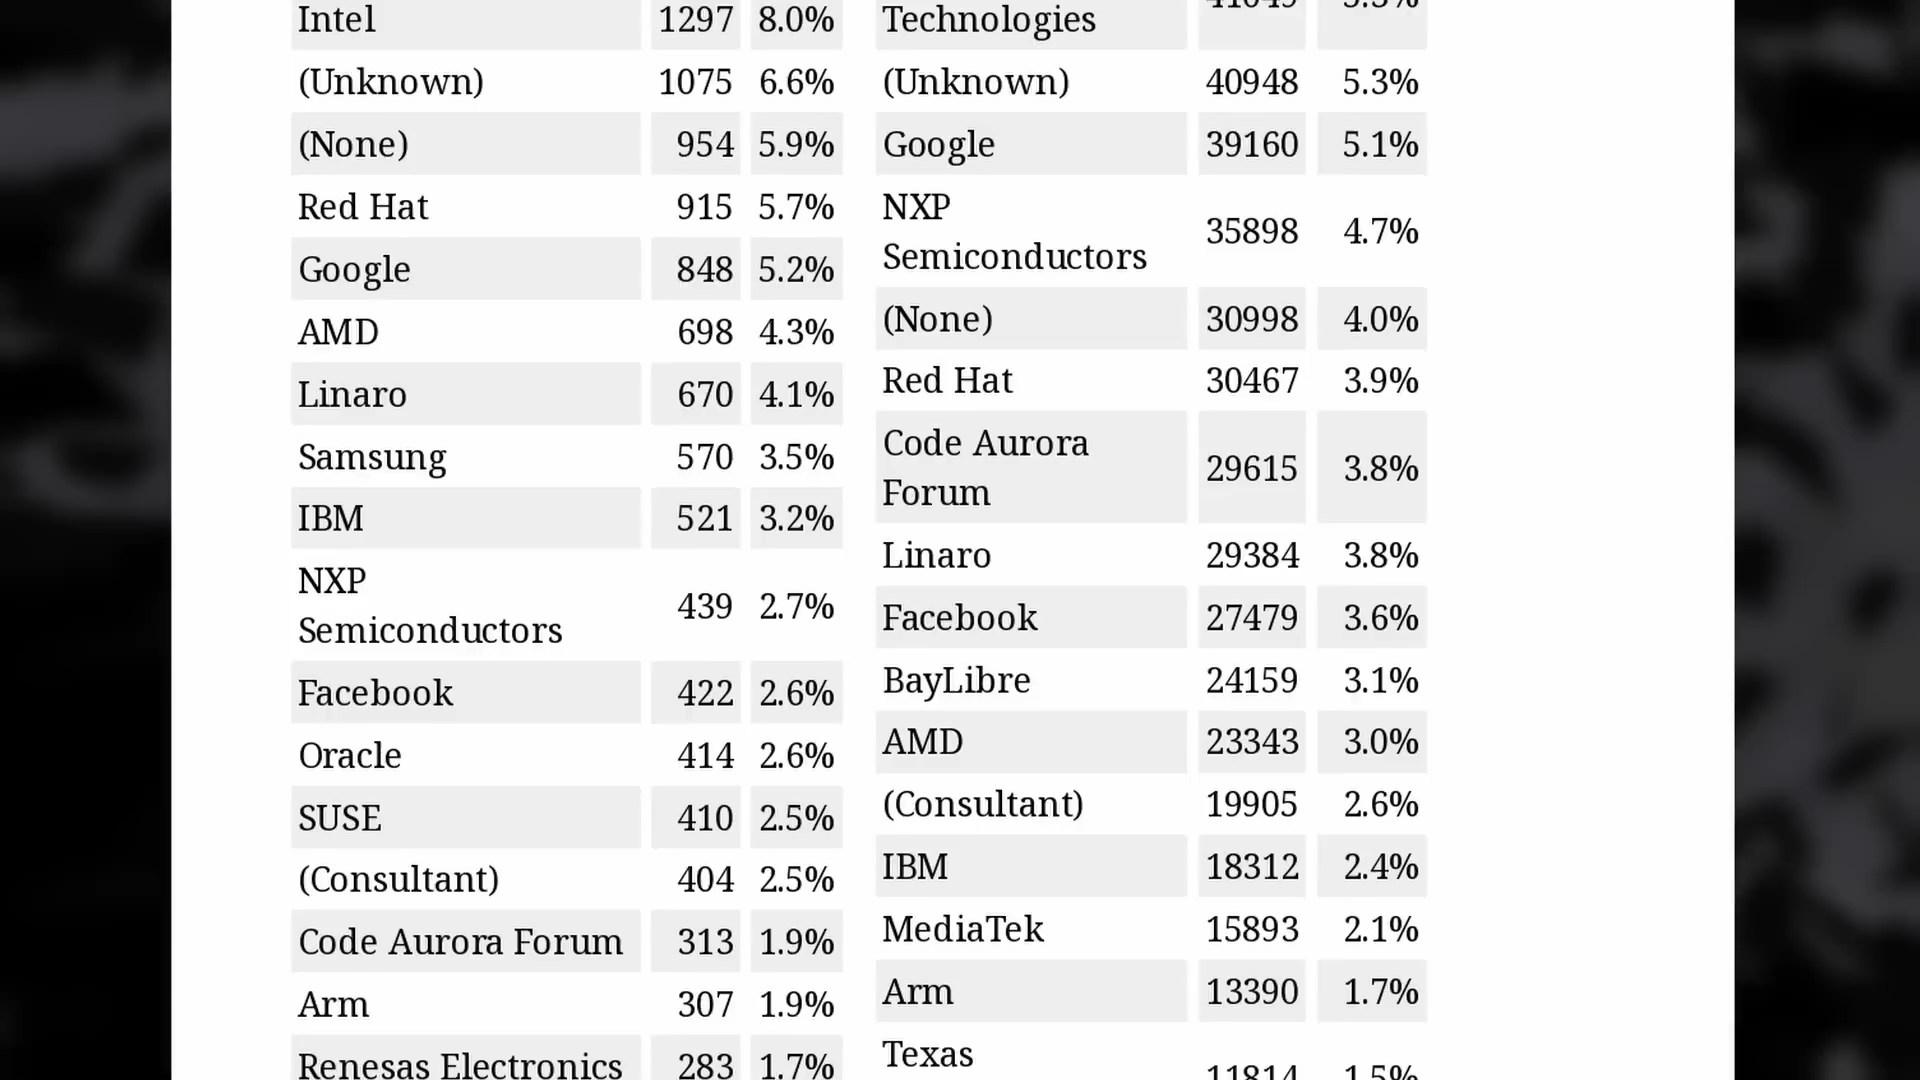 Intel 1297 8.0%
(Unknown) 1075 6.6%
(None) 954 5.9%
Red Hat 915 5.7%
Google 848 5.2%
AMD 698 4.3%
Linaro 670 4.1%
Samsung 570 3.5%
IBM 521 3.2%
NXP
Semiconductors 439 2.7%
Facebook 422 2.6%
Oracle 414 2.6%
SUSE 410 2.5%
(Consultant) 404 2.5%
Code Aurora Forum 313 1.9%
Arm 307 1.9%
Renesas Electronics 283 1.7%
Technologies
(Unknown) 40948 5.3%
Google 39160 5.1%
NXP
Semiconductors 35898 4.7%
(None) 30998 4.0%
Red Hat 30467 3.9%
Code Aurora
Forum 29615 3.8%
Linaro 29384 3.8%
Facebook 27479 3.6%
BayLibre 24159 3.1%
AMD 23343 3.0%
(Consultant) 19905 2.6%
IBM 18312 2.4%
MediaTek 15893 2.1%
Arm 13390 1.7%
Texas 11814 1.5%